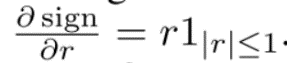 ∂ sign / ∂r = r1_{|r|≤1}.